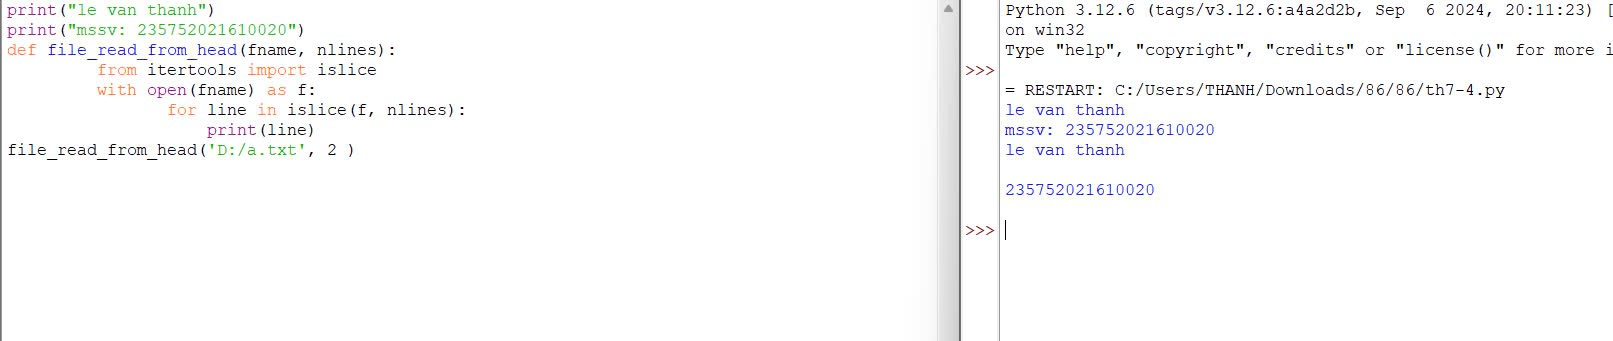 print("le van thanh")
print("mssv: 235752021610020")
def file_read_from_head(fname, nlines):
        from itertools import islice
        with open(fname) as f:
                for line in islice(f, nlines):
                    print(line)
file_read_from_head('D:/a.txt', 2 )
Python 3.12.6 (tags/v3.12.6:a4a2d2b, Sep  6 2024, 20:11:23) [
on win32
Type "help", "copyright", "credits" or "license()" for more i
>>>
= RESTART: C:/Users/THANH/Downloads/86/86/th7-4.py
le van thanh
mssv: 235752021610020
le van thanh
235752021610020
>>>